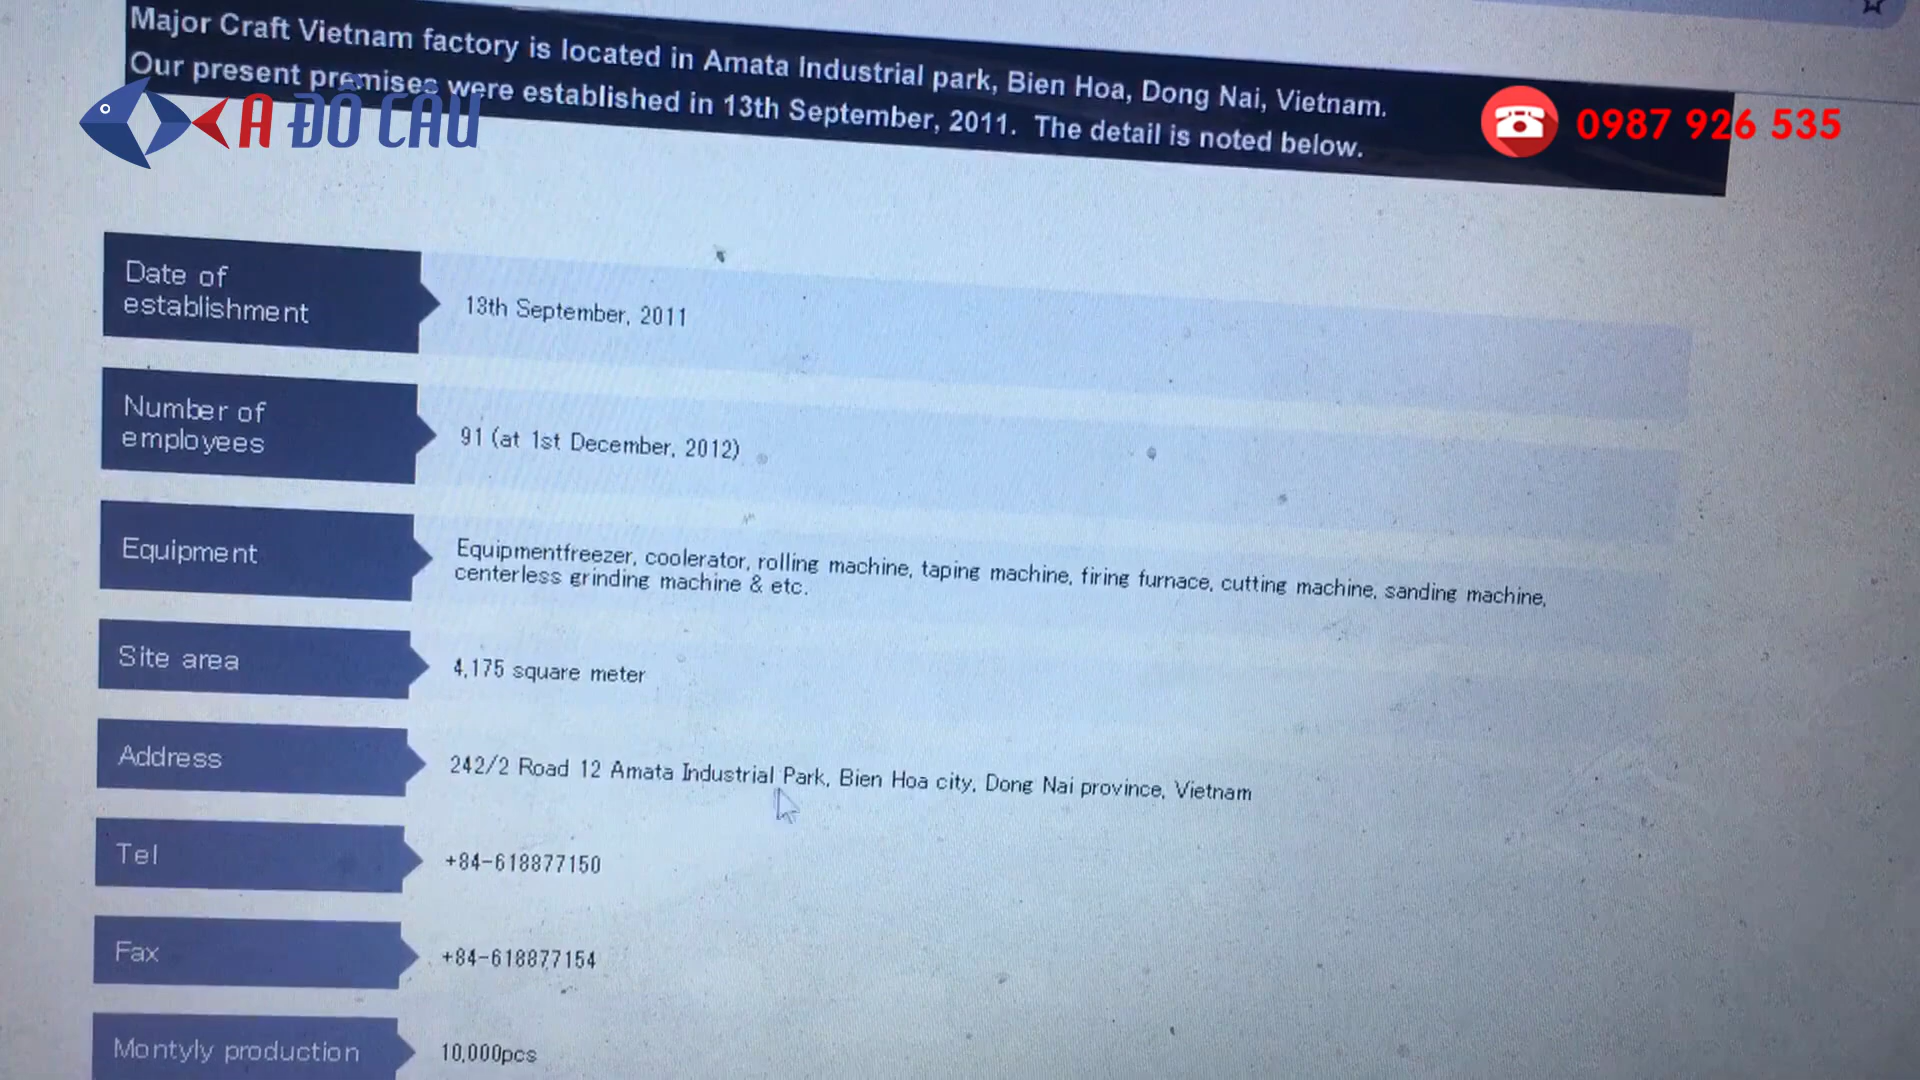 Major Craft Vietnam factory is located in Amata Industrial park, Bien Hoa, Dong Nai, Vietnam.
Our present premises were established in 13th September, 2011. The detail is noted below.
A ĐỒ CÂU
0987 926 535
Date of
establishment
13th September, 2011
Number of
employees
91 (at 1st December, 2012)
Equipment
Equipmentfreezer, coolerator, rolling machine, taping machine, firing furnace, cutting machine, sanding machine,
centerless grinding machine & etc.
Site area
4,175 square meter
Address
242/2 Road 12 Amata Industrial Park, Bien Hoa city, Dong Nai province, Vietnam
Tel
+84-618877150
Fax
+84-618877154
Montyly production
10,000pcs